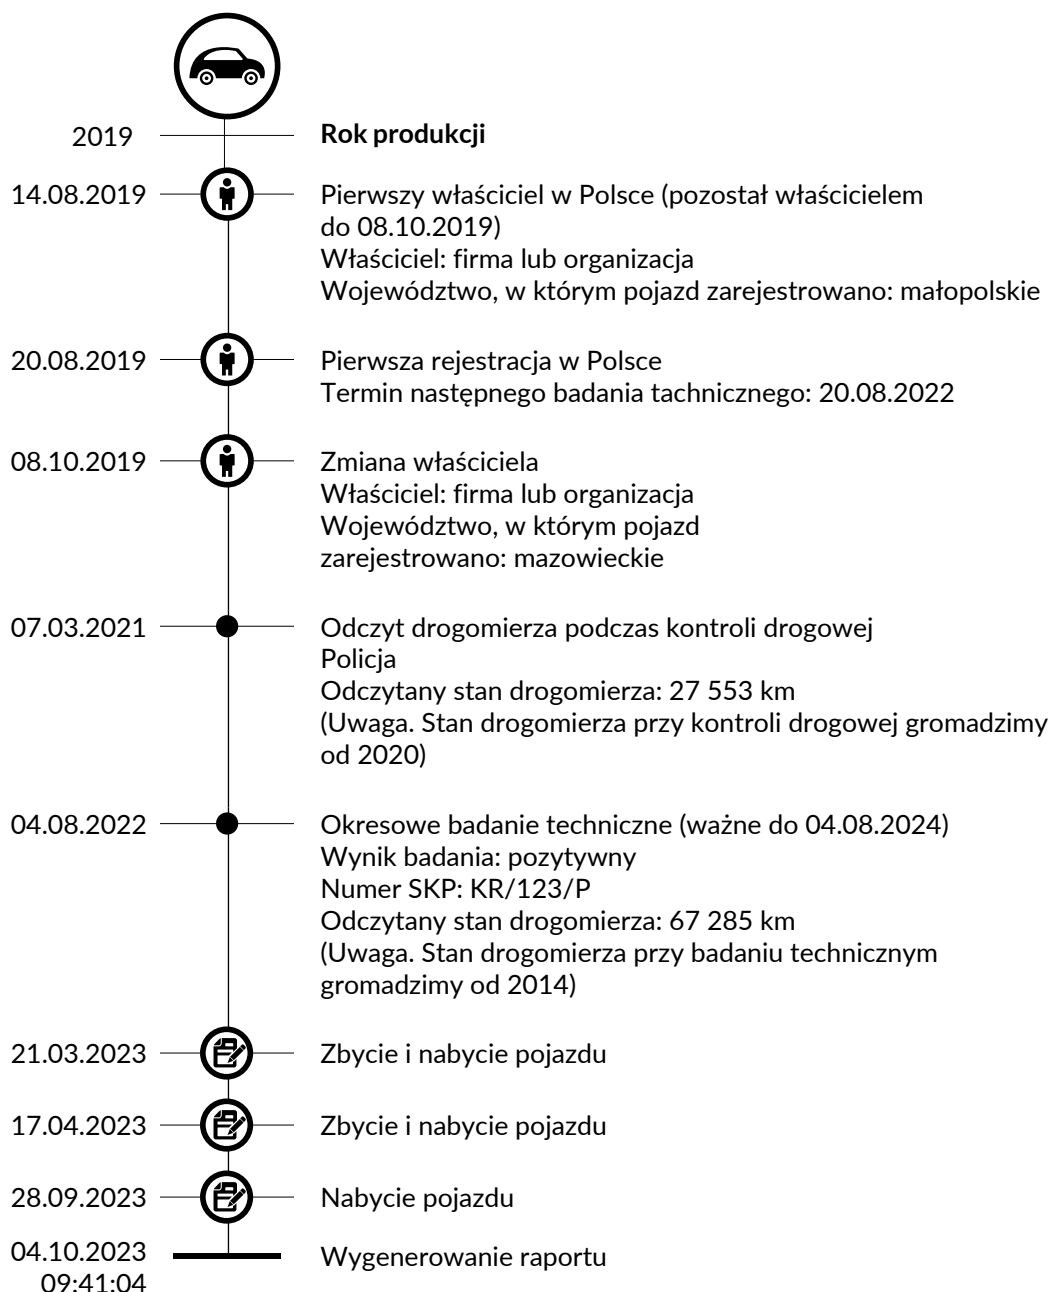 2019
Rok produkcji
14.08.2019
Pierwszy właściciel w Polsce (pozostał właścicielem
do 08.10.2019)
Właściciel: firma lub organizacja
Województwo, w którym pojazd zarejestrowano: małopolskie
20.08.2019
Pierwsza rejestracja w Polsce
Termin następnego badania tachnicznego: 20.08.2022
08.10.2019
Zmiana właściciela
Właściciel: firma lub organizacja
Województwo, w którym pojazd
zarejestrowano: mazowieckie
07.03.2021
Odczyt drogomierza podczas kontroli drogowej
Policja
Odczytany stan drogomierza: 27 553 km
(Uwaga. Stan drogomierza przy kontroli drogowej gromadzimy
od 2020)
04.08.2022
Okresowe badanie techniczne (ważne do 04.08.2024)
Wynik badania: pozytywny
Numer SKP: KR/123/P
Odczytany stan drogomierza: 67 285 km
(Uwaga. Stan drogomierza przy badaniu technicznym
gromadzimy od 2014)
21.03.2023
Zbycie i nabycie pojazdu
17.04.2023
Zbycie i nabycie pojazdu
28.09.2023
Nabycie pojazdu
04.10.2023
09:41:04
Wygenerowanie raportu